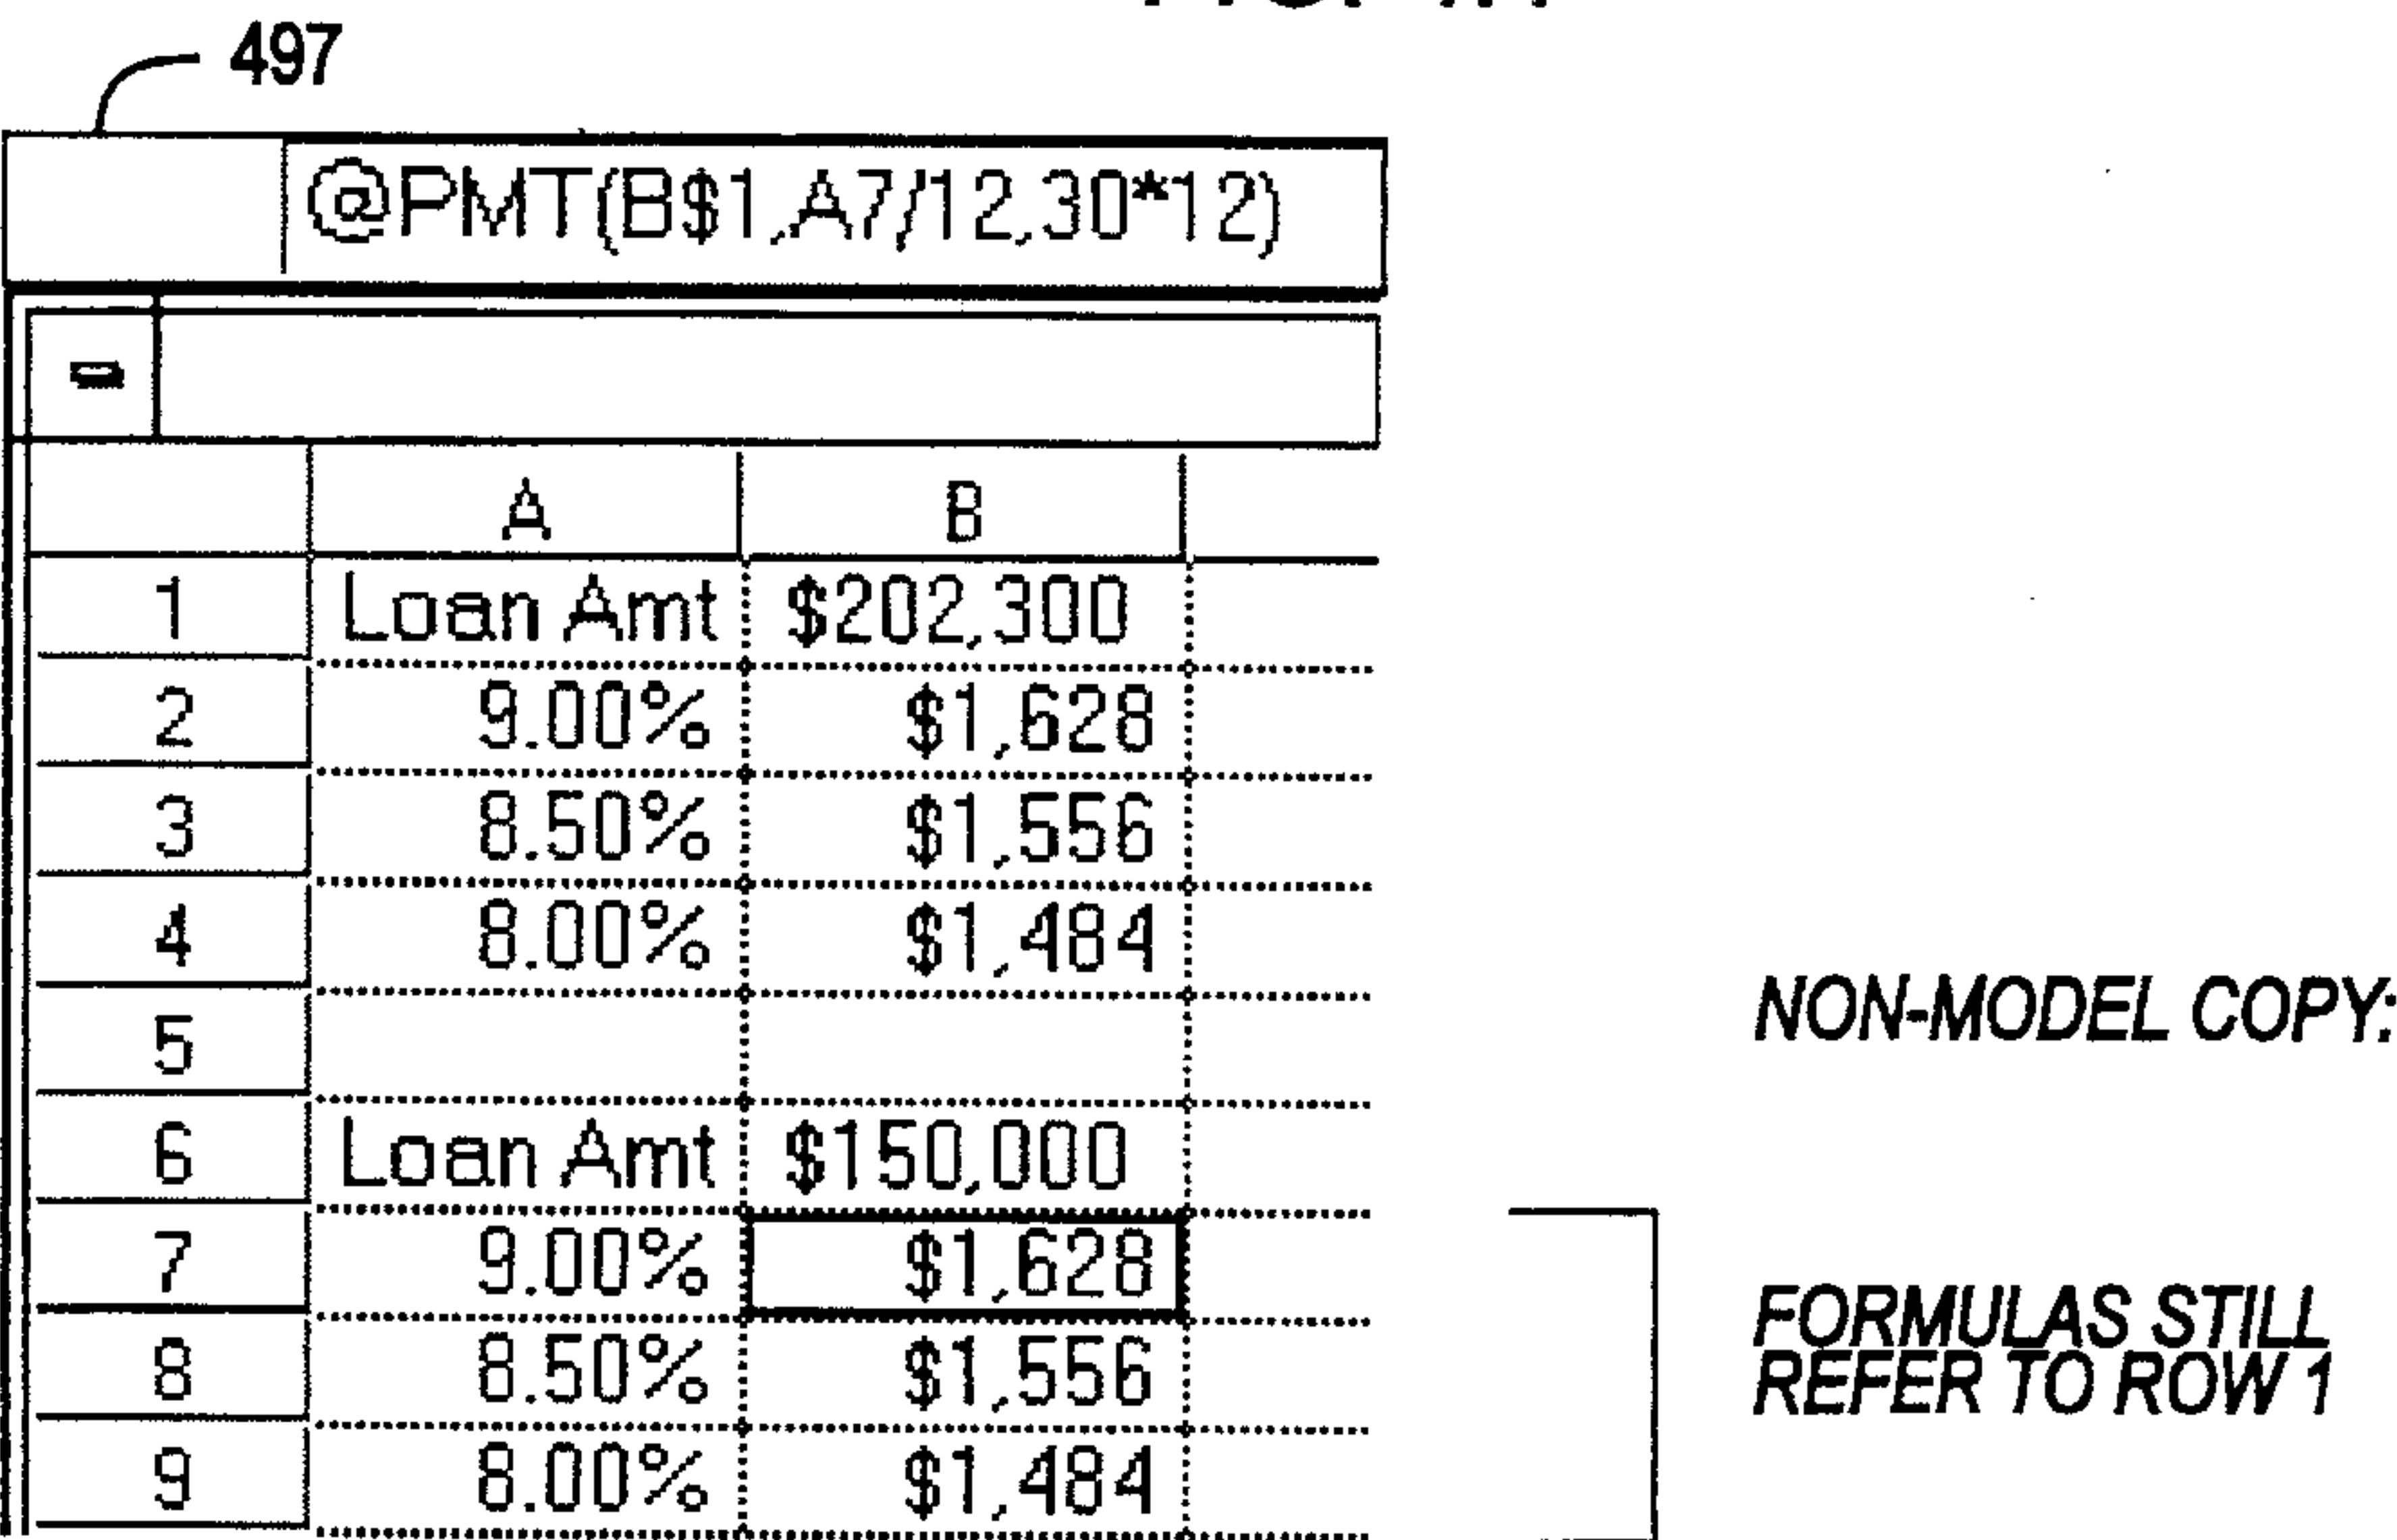 497
@PMT(B$1,A7/12,30*12)
A B
1 Loan Amt $202,300
2 9.00% $1,628
3 8.50% $1,556
4 8.00% $1,484
NON-MODEL COPY:
5
6 Loan Amt $150,000
7 9.00% $1,628
8 8.50% $1,556
FORMULAS STILL
REFER TO ROW 1
9 8.00% $1,484